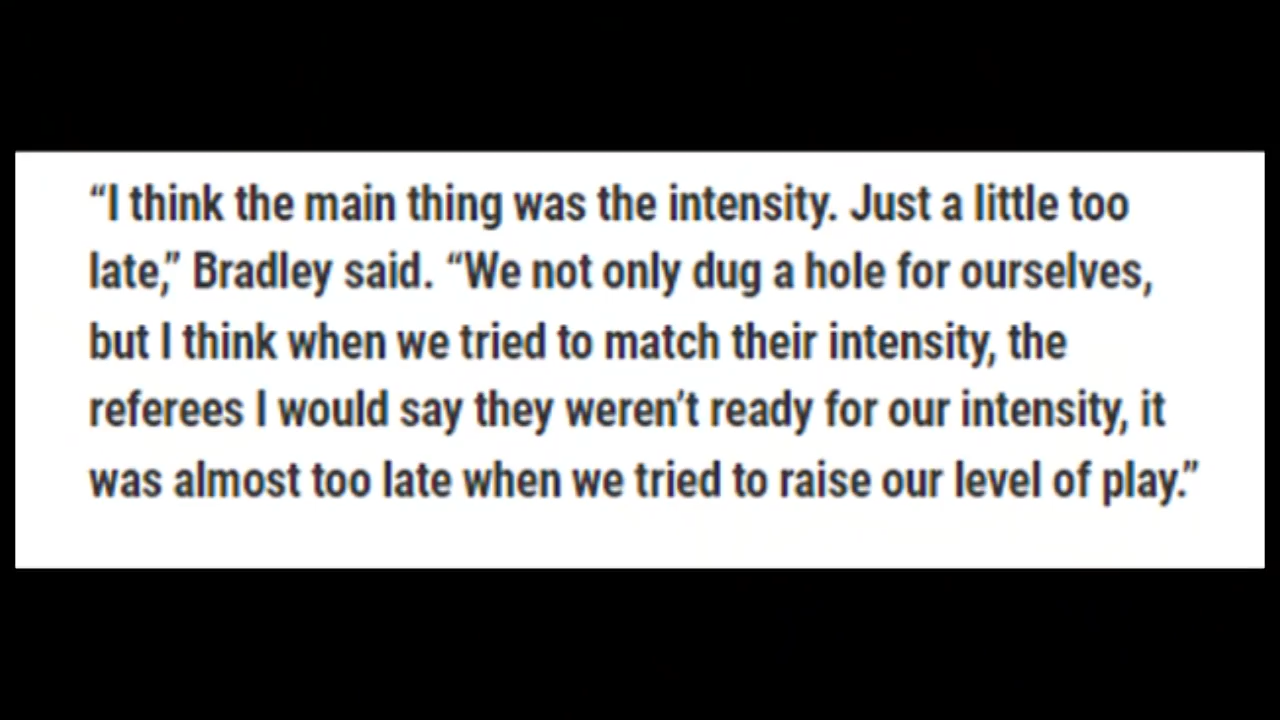 “I think the main thing was the intensity. Just a little too
late,” Bradley said. “We not only dug a hole for ourselves,
but I think when we tried to match their intensity, the
referees I would say they weren’t ready for our intensity, it
was almost too late when we tried to raise our level of play.”